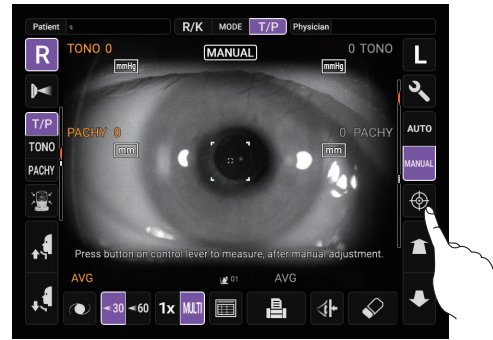 Patient R/K MODE T/P Physician
R TONO 0 MANUAL 0 TONO L
mmHg mmHg
T/P AUTO
TONO PACHY 0 0 PACHY
mm mm MANUAL
PACHY
Press button on control lever to measure, after manual adjustment.
AVG 01 AVG
30 60 1x MULTI